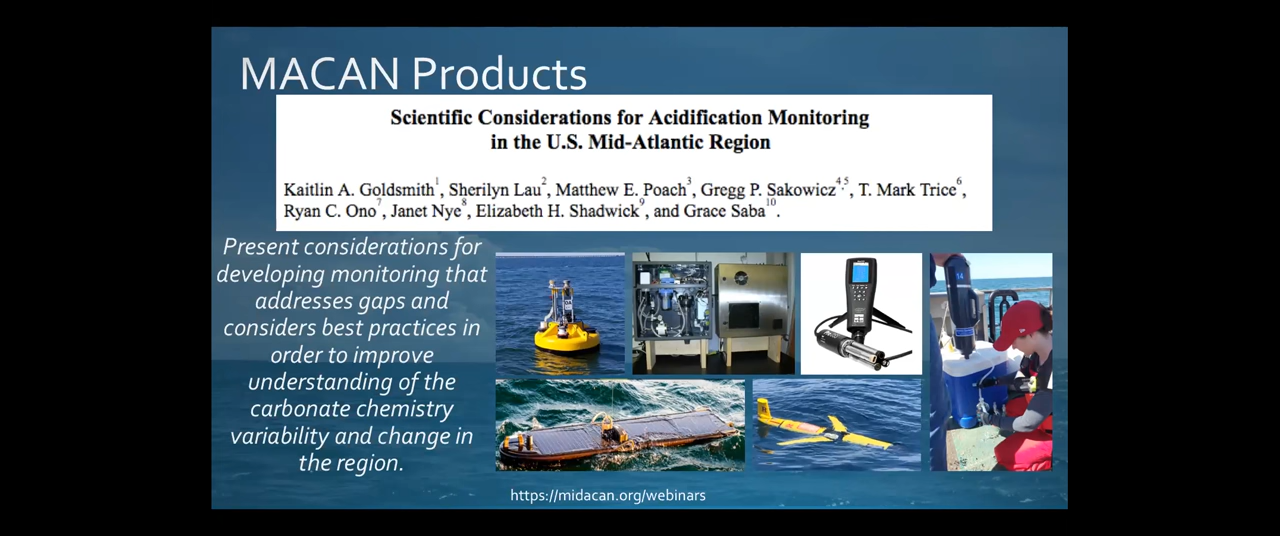 MACAN Products
Scientific Considerations for Acidification Monitoring
in the U.S. Mid-Atlantic Region
Kaitlin A. Goldsmith¹, Sherilyn Lau², Matthew E. Poach³, Gregg P. Sakowicz⁴,⁵, T. Mark Trice⁶,
Ryan C. Ono⁷, Janet Nye⁸, Elizabeth H. Shadwick⁹, and Grace Saba¹⁰.
Present considerations for
developing monitoring that
addresses gaps and
considers best practices in
order to improve
understanding of the
carbonate chemistry
variability and change in
the region.
14
https://midacan.org/webinars